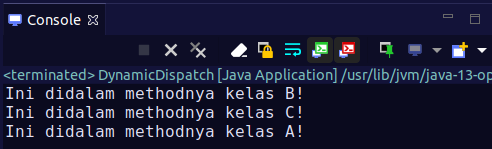 Console
<terminated> DynamicDispatch [Java Application] /usr/lib/jvm/java-13-op
Ini didalam methodnya kelas B!
Ini didalam methodnya kelas C!
Ini didalam methodnya kelas A!